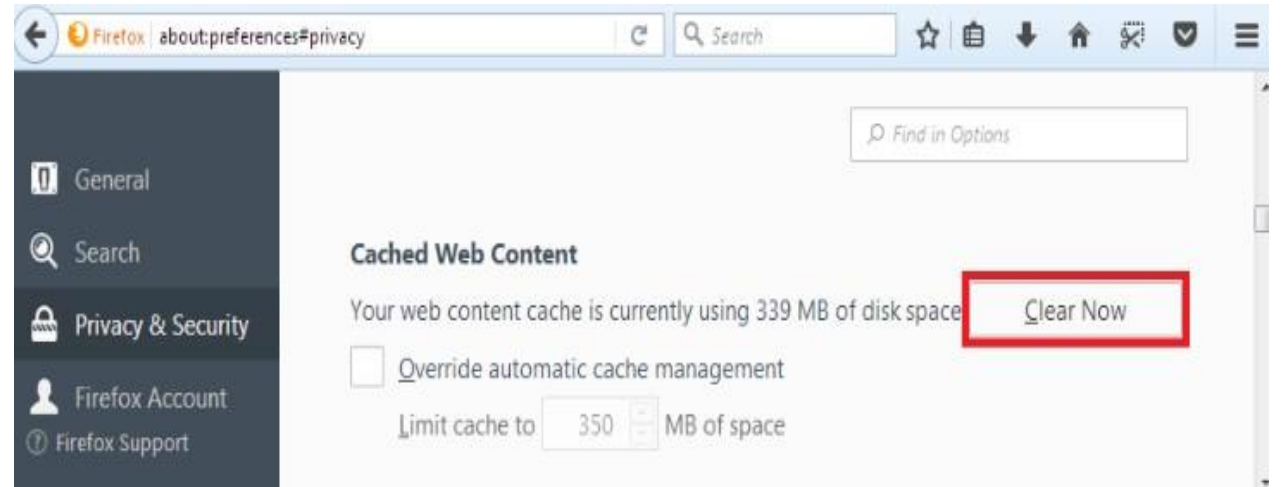 Firefox about:preferences#privacy
Search
Find in Options
General
Search
Privacy & Security
Firefox Account
Firefox Support
Cached Web Content
Your web content cache is currently using 339 MB of disk space
Clear Now
Override automatic cache management
Limit cache to 350 MB of space